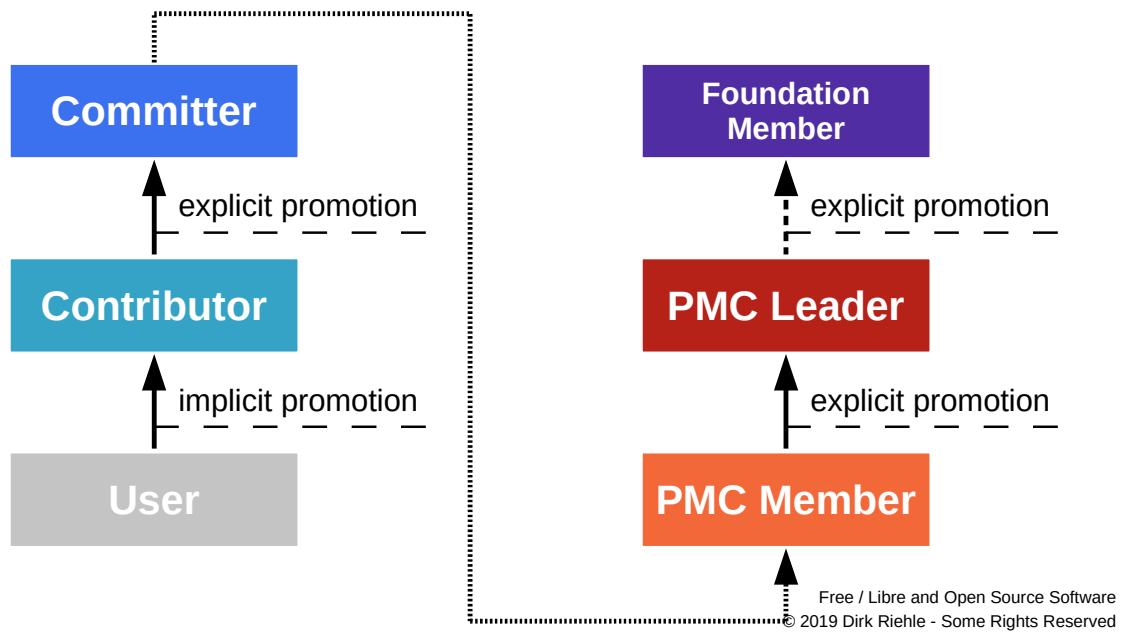 Committer
explicit promotion
Contributor
implicit promotion
User
Foundation
Member
explicit promotion
PMC Leader
explicit promotion
PMC Member
Free / Libre and Open Source Software
© 2019 Dirk Riehle - Some Rights Reserved